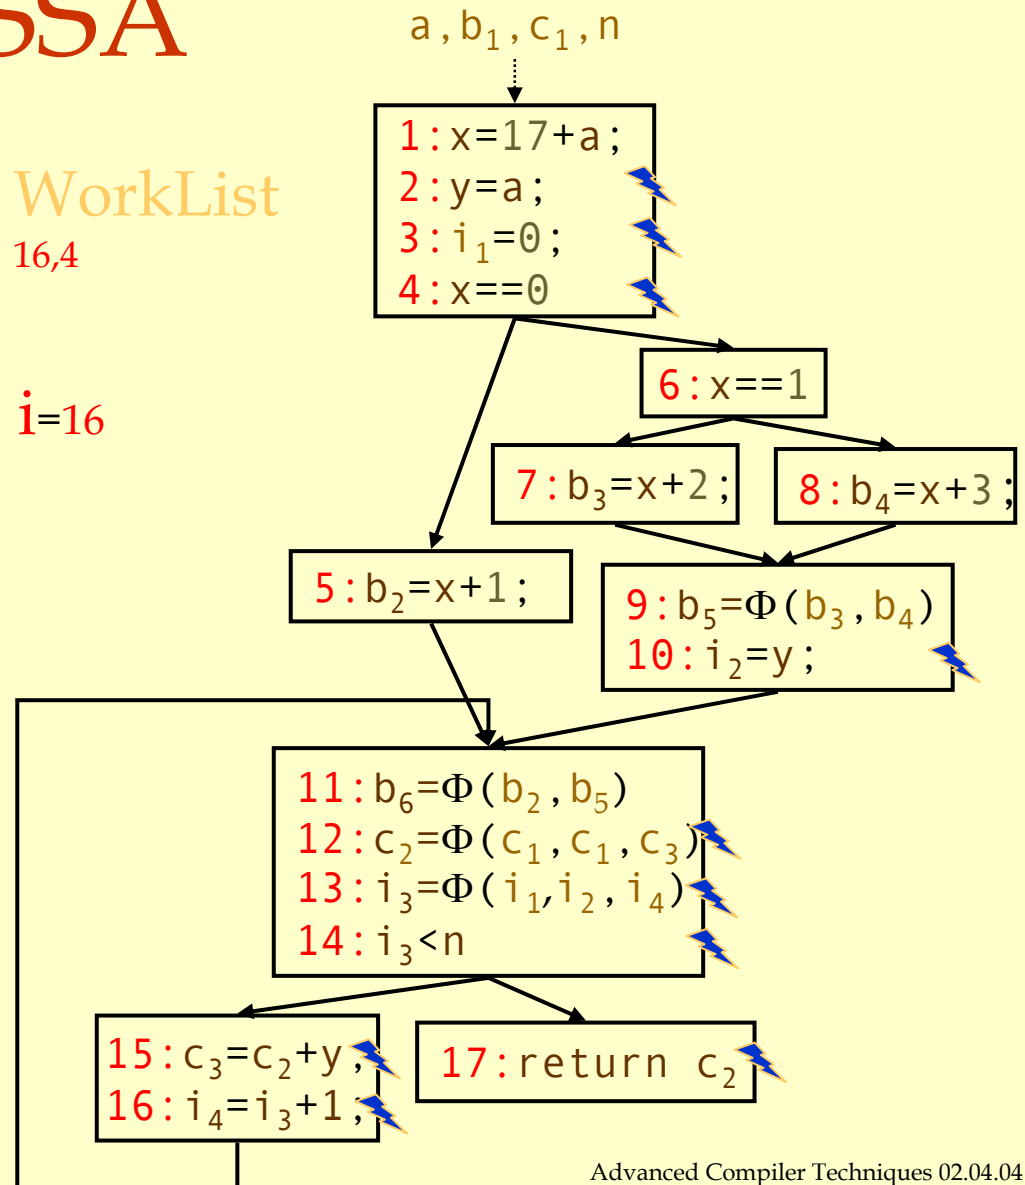 SSA
a,b₁,c₁,n
1:x=17+a;
2:y=a;
3:i₁=0;
4:x==0
WorkList
16,4
i=16
6:x==1
7:b₃=x+2;
8:b₄=x+3;
5:b₂=x+1;
9:b₅=Φ(b₃,b₄)
10:i₂=y;
11:b₆=Φ(b₂,b₅)
12:c₂=Φ(c₁,c₁,c₃)
13:i₃=Φ(i₁,i₂,i₄)
14:i₃<n
15:c₃=c₂+y;
16:i₄=i₃+1;
17:return c₂
Advanced Compiler Techniques 02.04.04